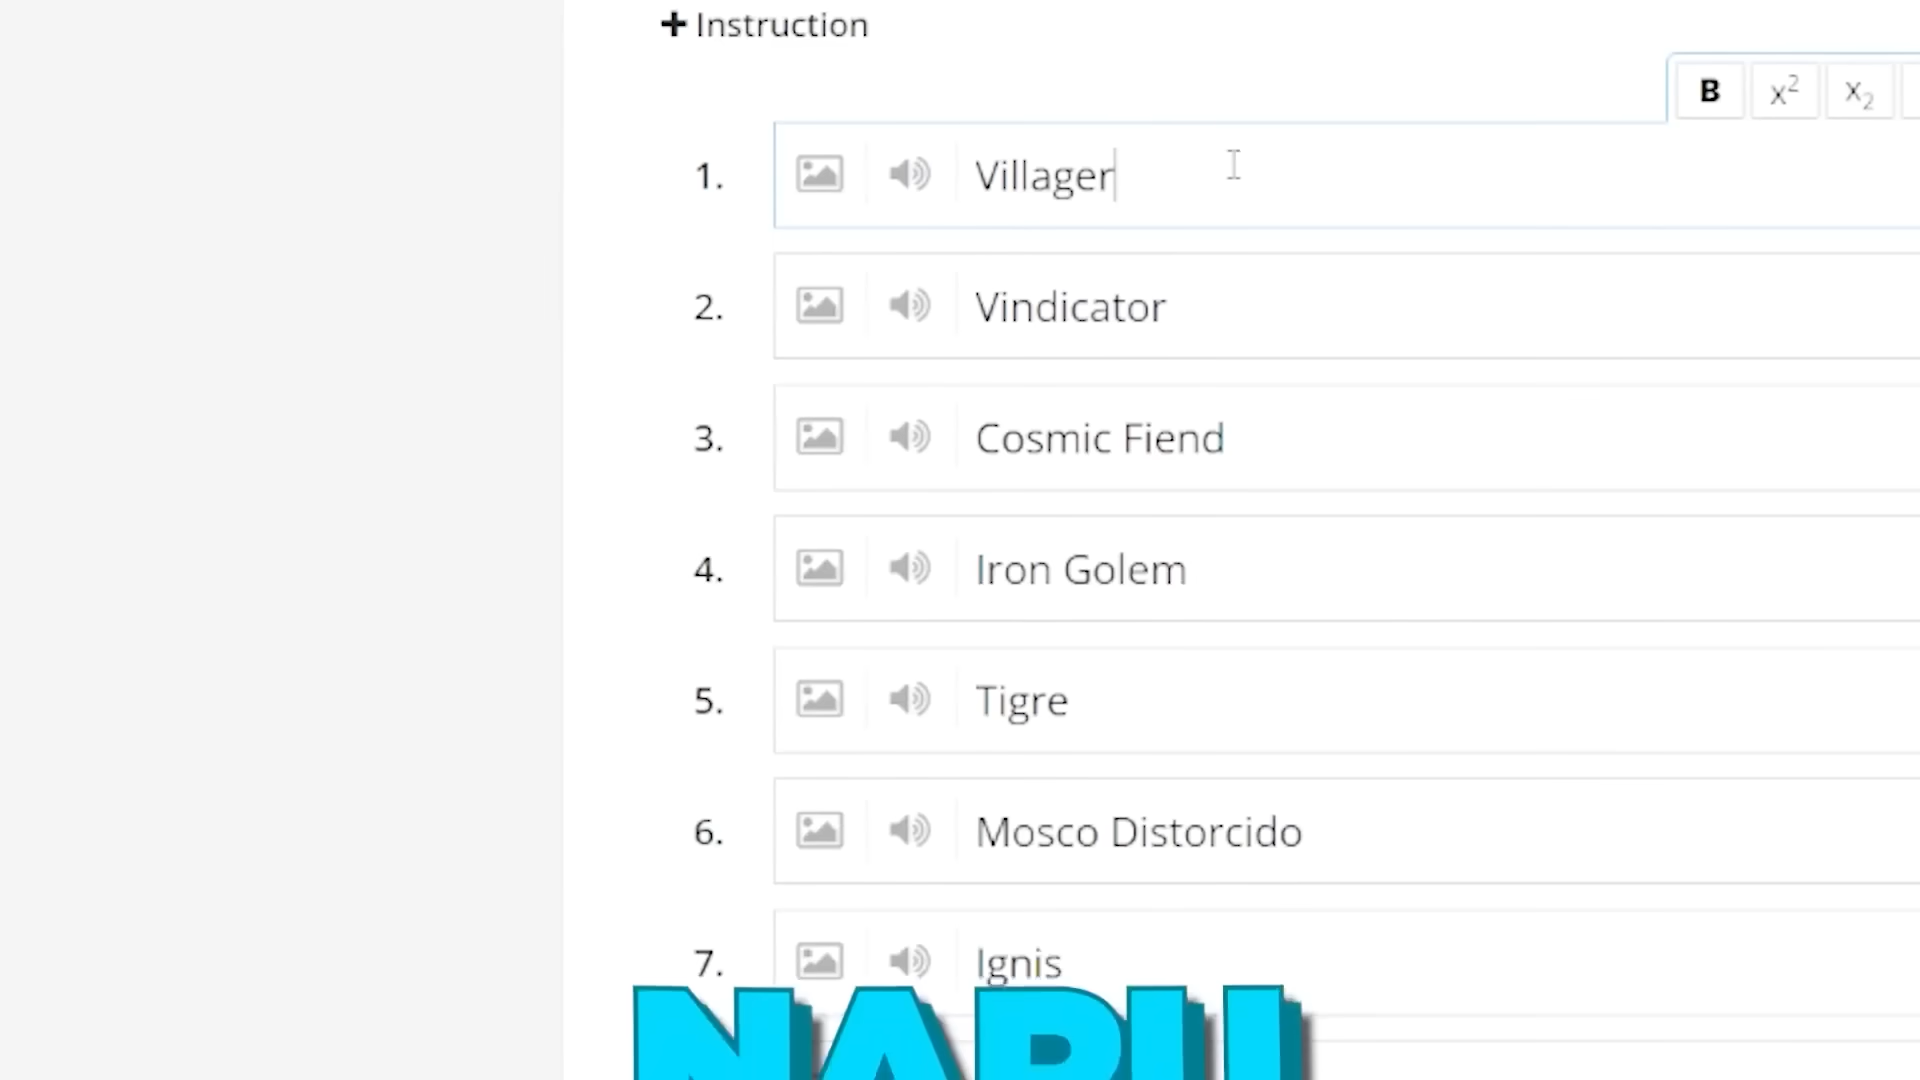 + Instruction
B x² x₂
1. Villager
2. Vindicator
3. Cosmic Fiend
4. Iron Golem
5. Tigre
6. Mosco Distorcido
7. Ignis